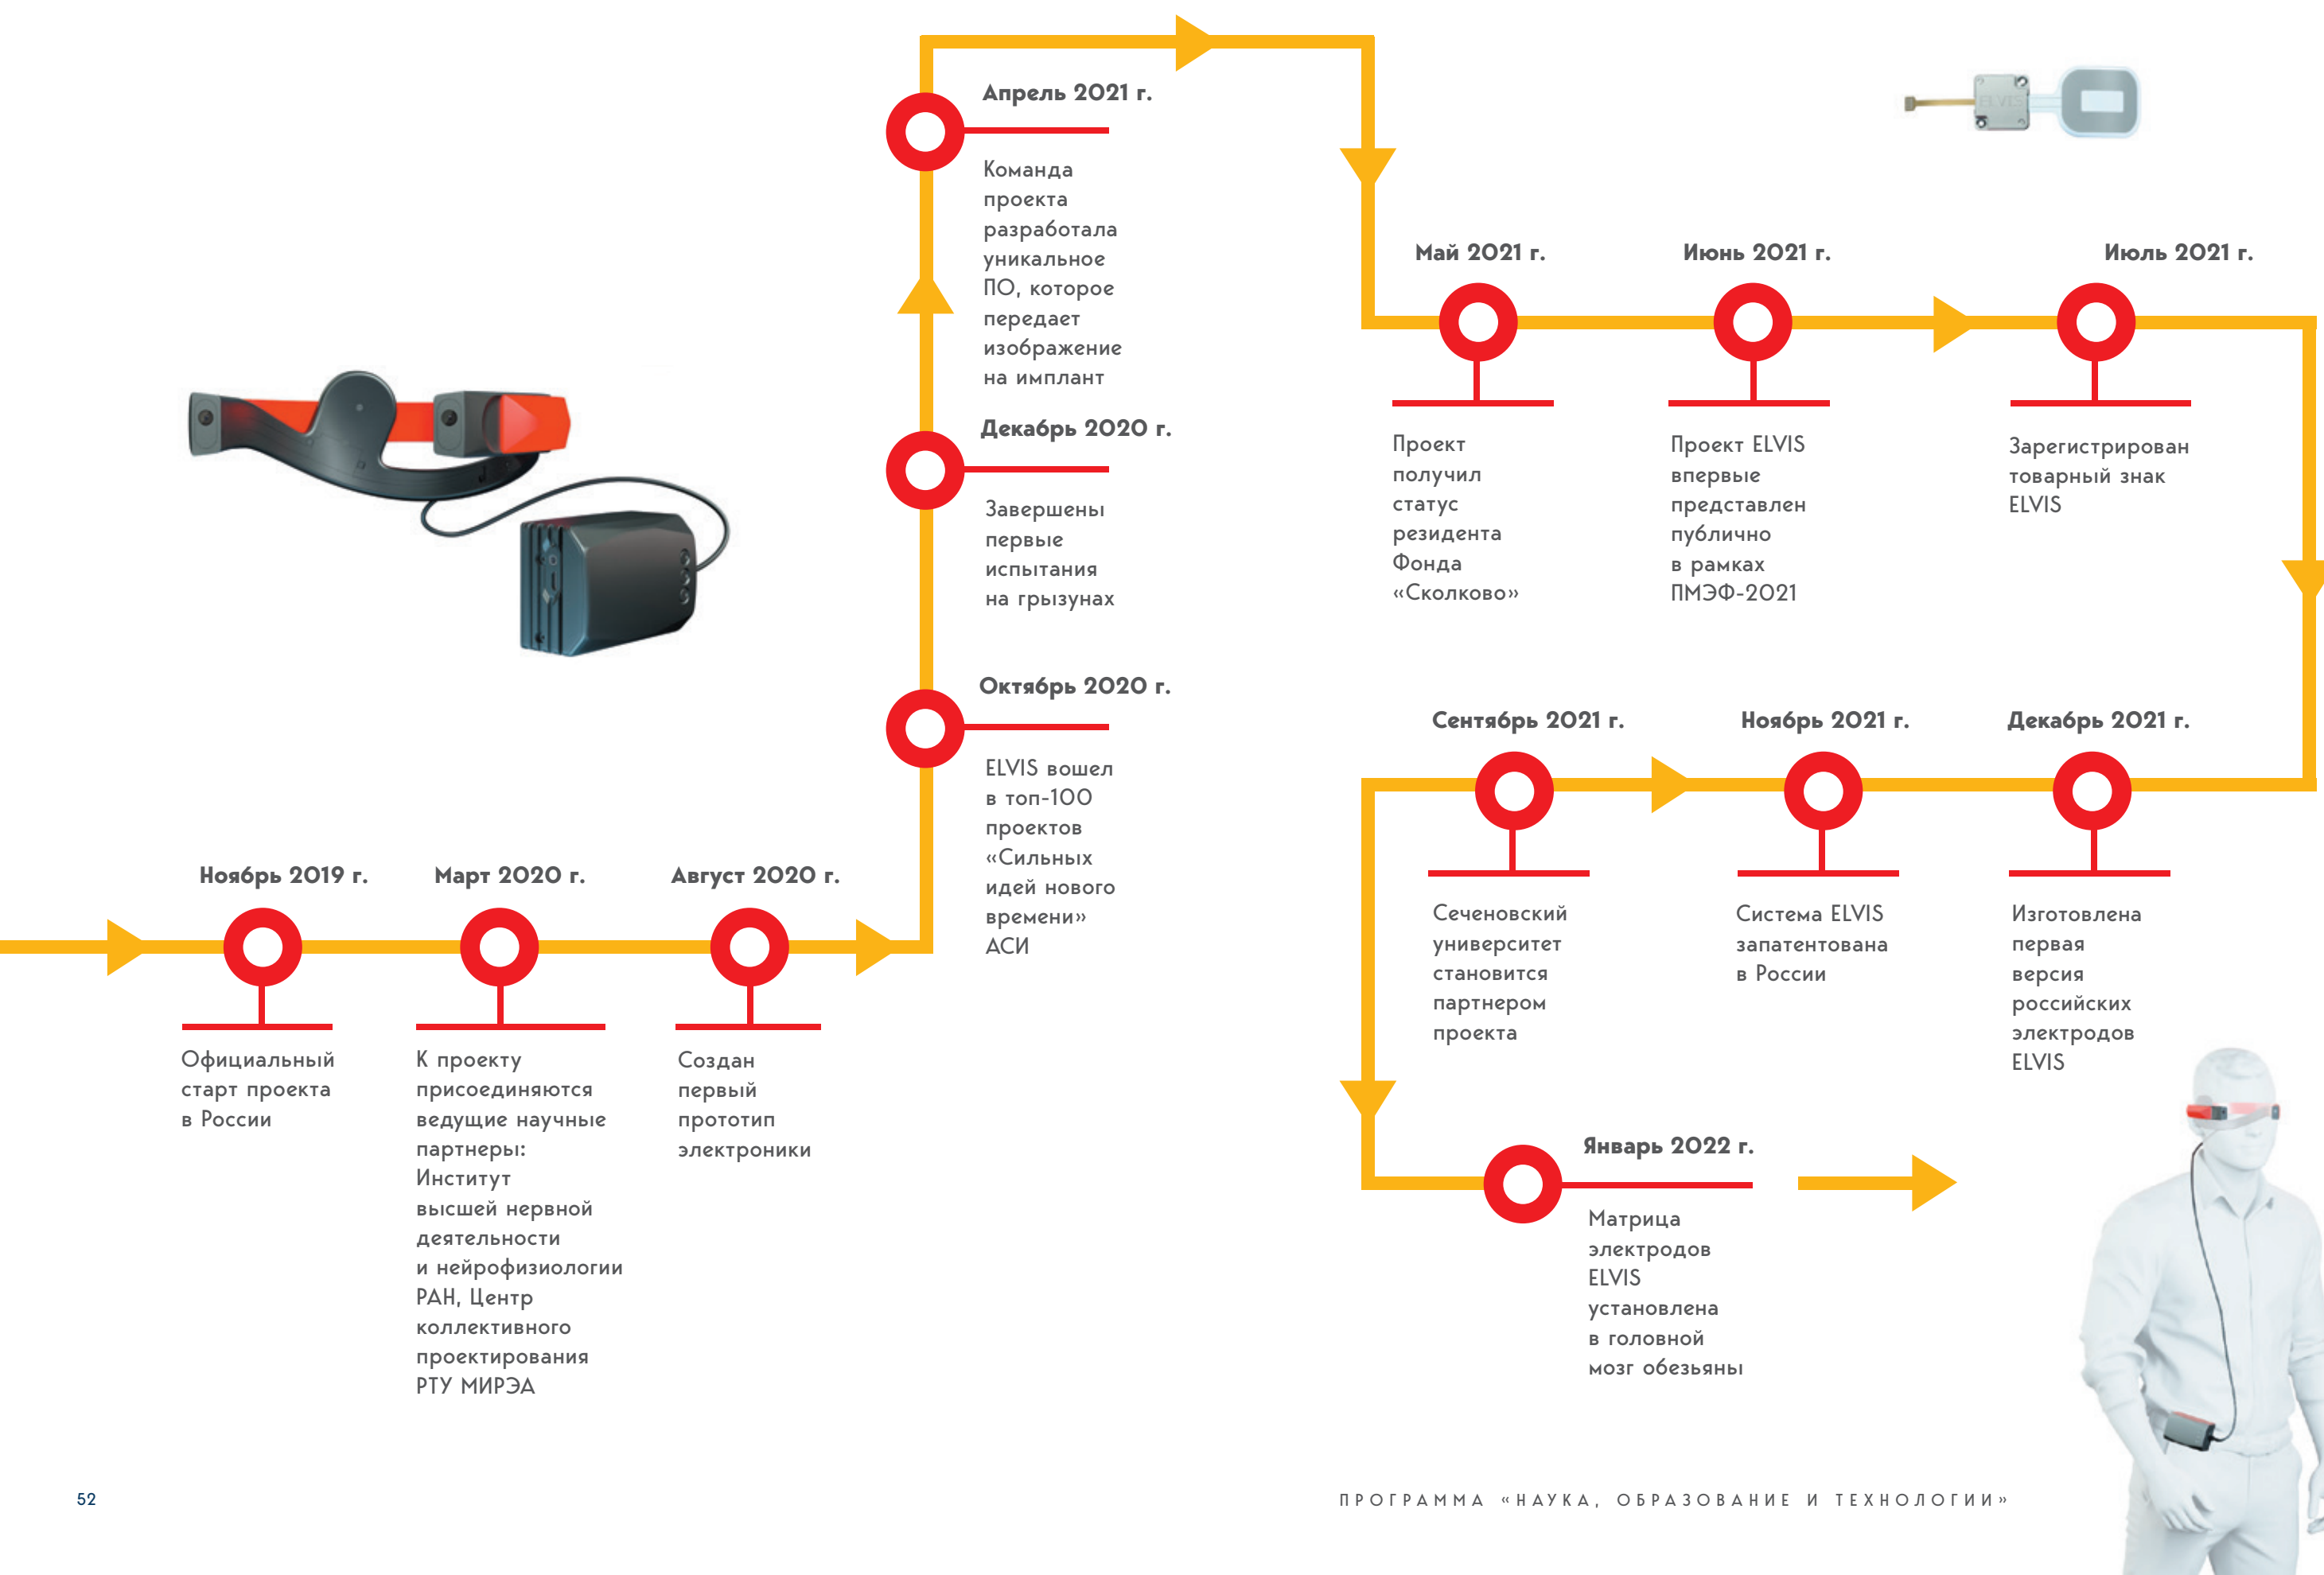 Ноябрь 2019 г.
Официальный
старт проекта
в России
Март 2020 г.
К проекту
присоединяются
ведущие научные
партнеры:
Институт
высшей нервной
деятельности
и нейрофизиологии
РАН, Центр
коллективного
проектирования
РТУ МИРЭА
Август 2020 г.
Создан
первый
прототип
электроники
Октябрь 2020 г.
ELVIS вошел
в топ-100
проектов
«Сильных
идей нового
времени»
АСИ
Декабрь 2020 г.
Завершены
первые
испытания
на грызунах
Апрель 2021 г.
Команда
проекта
разработала
уникальное
ПО, которое
передает
изображение
на имплант
ELVIS
Май 2021 г.
Проект
получил
статус
резидента
Фонда
«Сколково»
Июнь 2021 г.
Проект ELVIS
впервые
представлен
публично
в рамках
ПМЭФ-2021
Июль 2021 г.
Зарегистрирован
товарный знак
ELVIS
Сентябрь 2021 г.
Сеченовский
университет
становится
партнером
проекта
Ноябрь 2021 г.
Система ELVIS
запатентована
в России
Декабрь 2021 г.
Изготовлена
первая
версия
российских
электродов
ELVIS
Январь 2022 г.
Матрица
электродов
ELVIS
установлена
в головной
мозг обезьяны
52
ПРОГРАММА «НАУКА, ОБРАЗОВАНИЕ И ТЕХНОЛОГИИ»